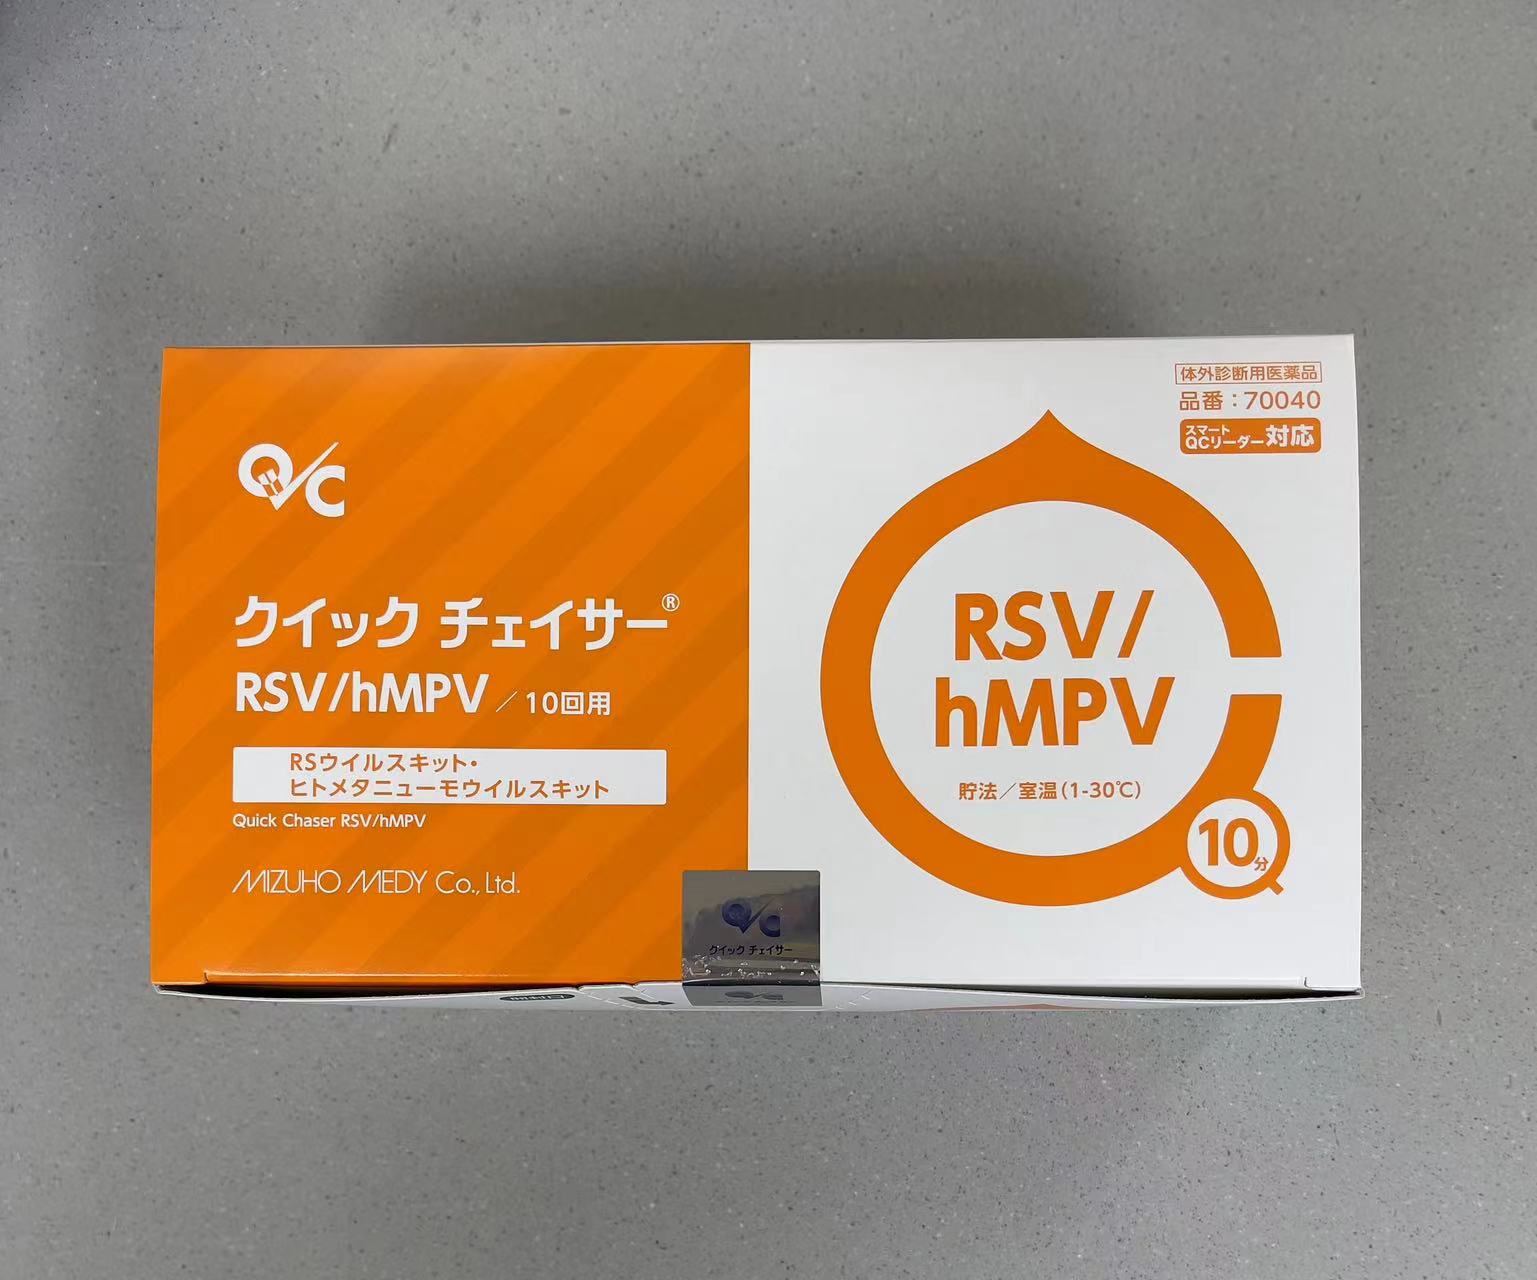 Q/C
クイック チェイサー®
RSV/hMPV ／10回用
RSウイルスキット・
ヒトメタニューモウイルスキット
Quick Chaser RSV/hMPV
MIZUHO MEDY Co., Ltd.
体外診断用医薬品
品番：70040
スマート
QCリーダー対応
RSV/
hMPV
貯法／室温(1-30℃)
10分
Q/C
クイック チェイサー
Q/C